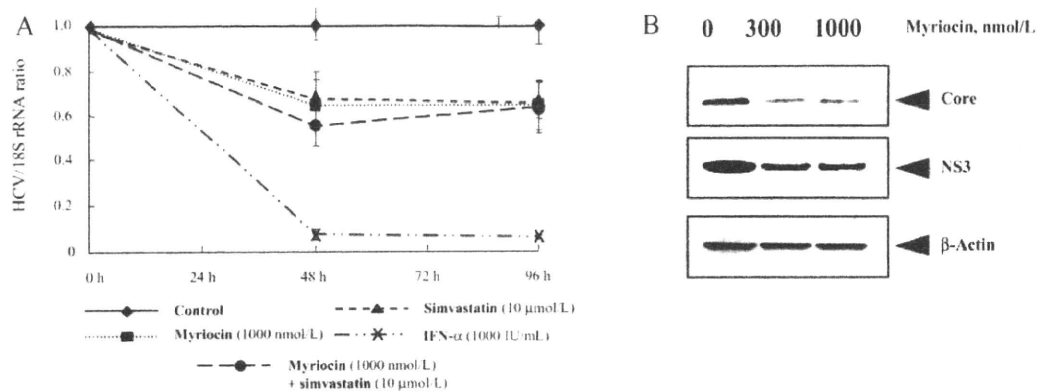 A
HCV/18S rRNA ratio
1.0
0.8
0.6
0.4
0.2
0
0 h 24 h 48 h 72 h 96 h
Control
Simvastatin (10 μmol/L)
Myriocin (1000 nmol/L)
IFN-α (1000 IU/mL)
Myriocin (1000 nmol/L)
+ simvastatin (10 μmol/L)
B
0 300 1000 Myriocin, nmol/L
Core
NS3
β-Actin